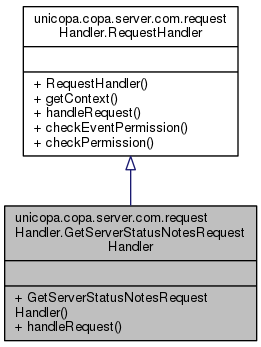 unicopa.copa.server.com.request
Handler.RequestHandler
+ RequestHandler()
+ getContext()
+ handleRequest()
+ checkEventPermission()
+ checkPermission()
unicopa.copa.server.com.request
Handler.GetServerStatusNotesRequest
Handler
+ GetServerStatusNotesRequest
Handler()
+ handleRequest()